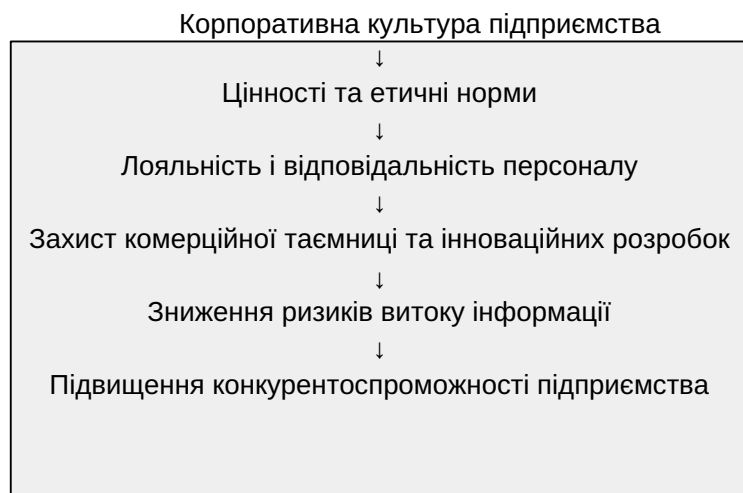 Корпоративна культура підприємства
↓
Цінності та етичні норми
↓
Лояльність і відповідальність персоналу
↓
Захист комерційної таємниці та інноваційних розробок
↓
Зниження ризиків витоку інформації
↓
Підвищення конкурентоспроможності підприємства